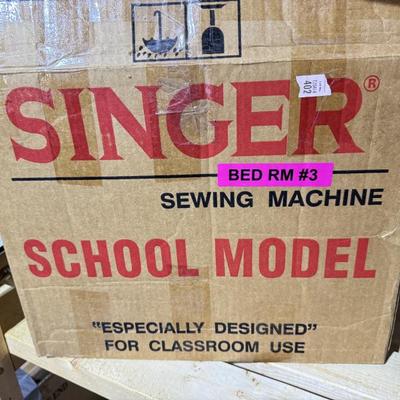 SINGER®
402
BED RM #3
SEWING MACHINE
SCHOOL MODEL
"ESPECIALLY DESIGNED"
FOR CLASSROOM USE